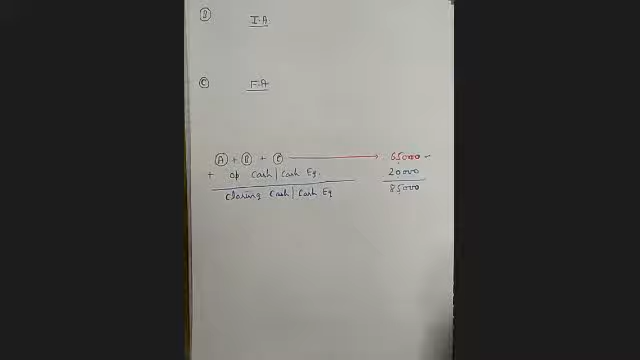 B I.A
C F.A
A + B + C → 65000
+ op Cash | Cash Eq. 20000
Closing Cash | Cash Eq 85000